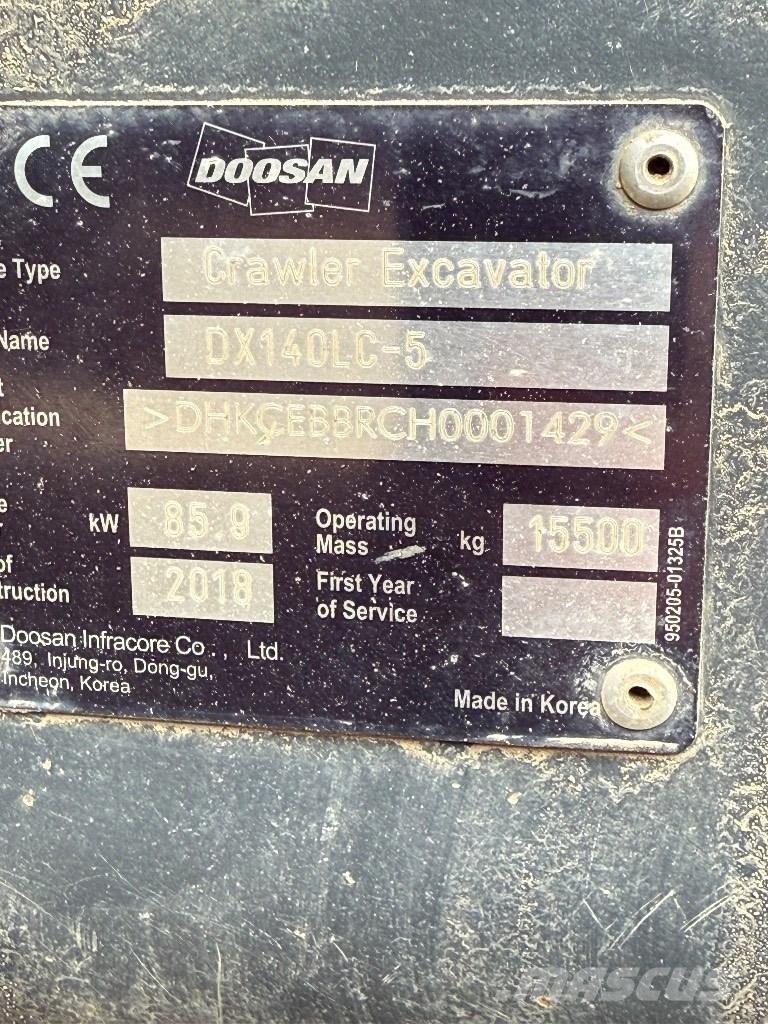 CE DOOSAN
e Type Crawler Excavator
Name DX140LC-5
t
ication
er >DHKCEBBRCH0001429<
e
r kW 85.9 Operating Mass kg 15500
of
truction 2018 First Year of Service
950205-01325B
Doosan Infracore Co., Ltd.
489, Injung-ro, Dong-gu,
Incheon, Korea
Made in Korea
MASCUS